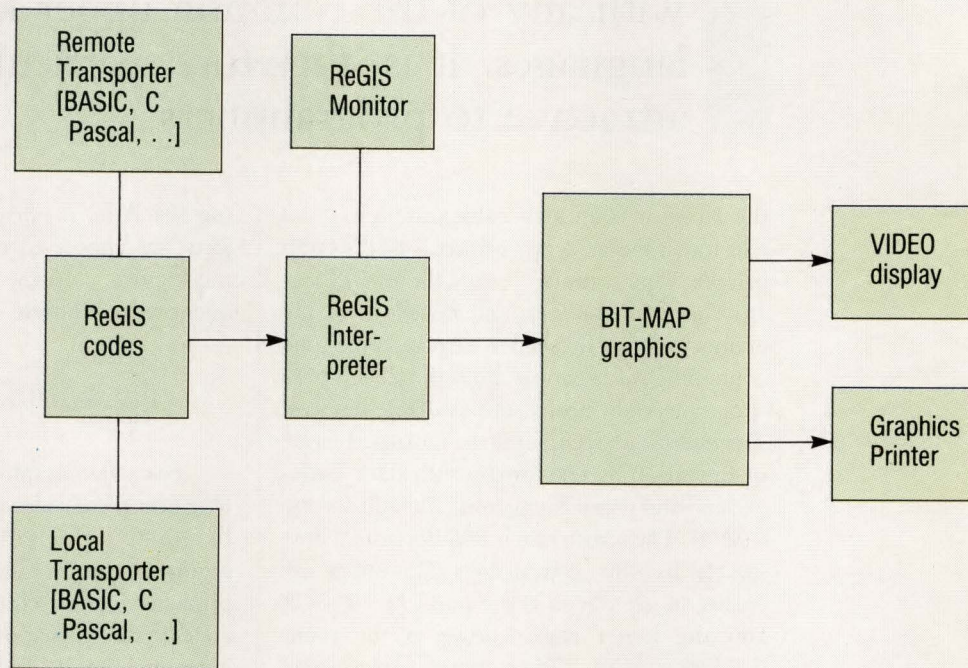 Remote
Transporter
[BASIC, C
Pascal, . .]
ReGIS
Monitor
ReGIS
codes
ReGIS
Inter-
preter
BIT-MAP
graphics
VIDEO
display
Graphics
Printer
Local
Transporter
[BASIC, C
Pascal, . .]